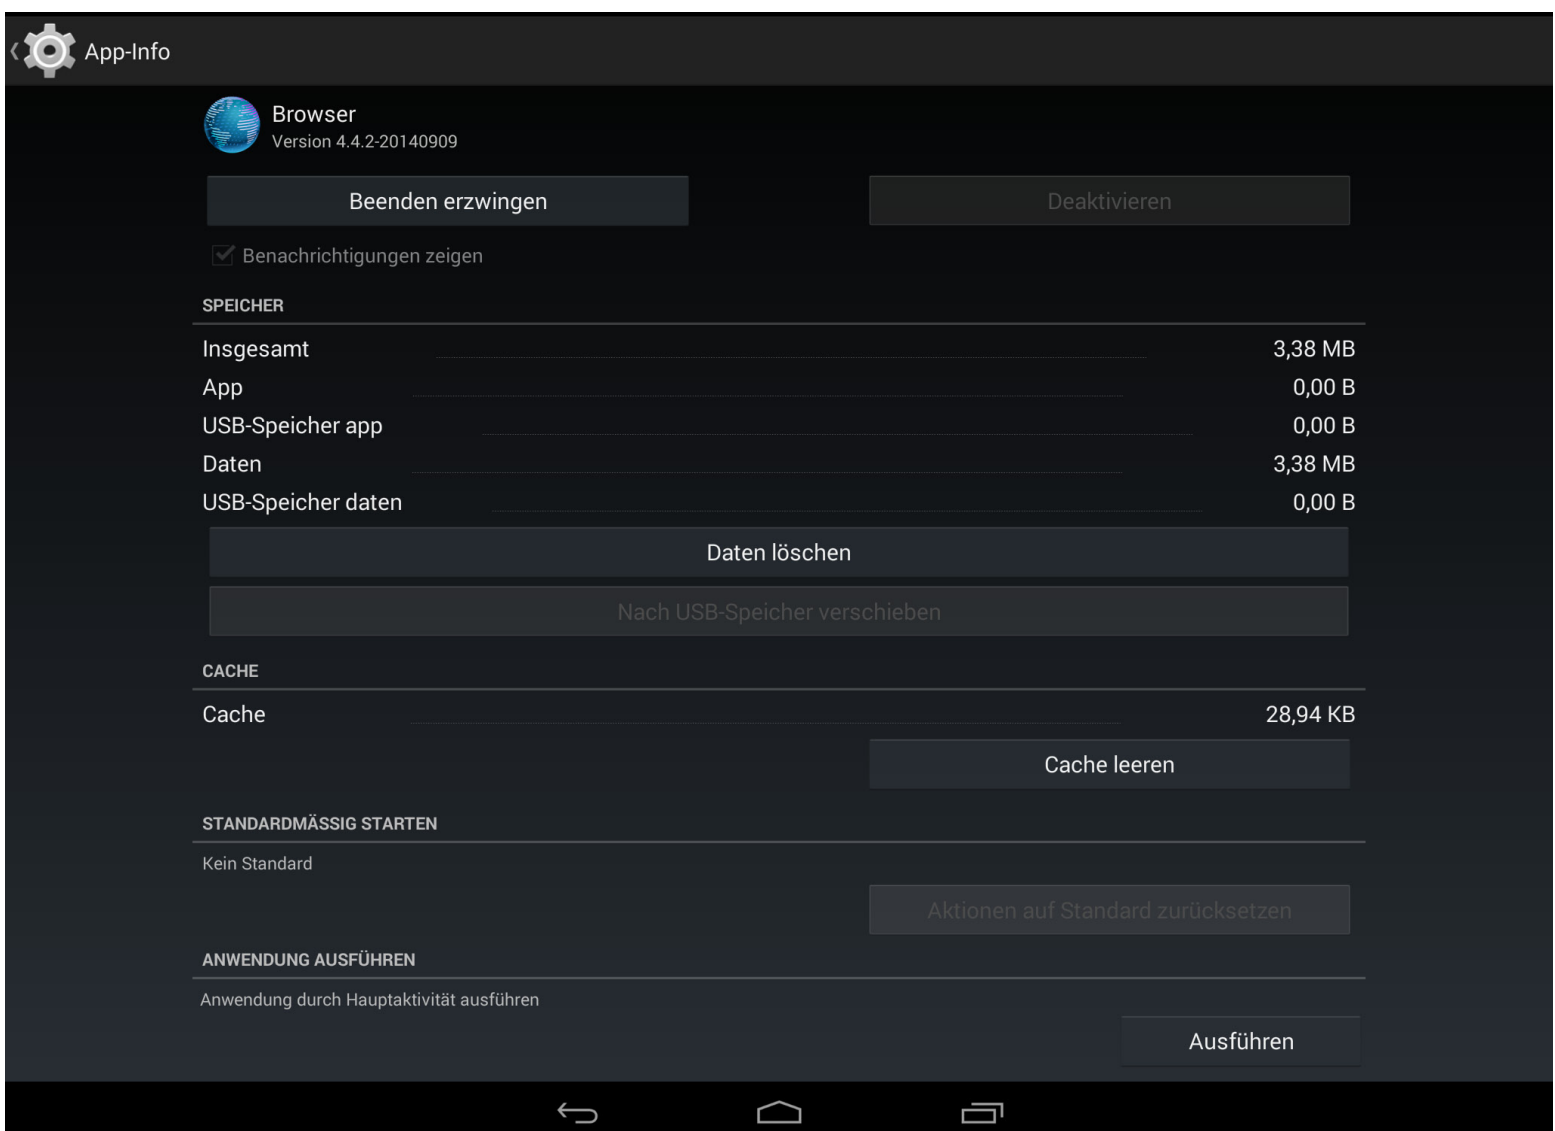 App-Info
Browser
Version 4.4.2-20140909
Beenden erzwingen
Deaktivieren
Benachrichtigungen zeigen
SPEICHER
Insgesamt 3,38 MB
App 0,00 B
USB-Speicher app 0,00 B
Daten 3,38 MB
USB-Speicher daten 0,00 B
Daten löschen
Nach USB-Speicher verschieben
CACHE
Cache 28,94 KB
Cache leeren
STANDARDMÄSSIG STARTEN
Kein Standard
Aktionen auf Standard zurücksetzen
ANWENDUNG AUSFÜHREN
Anwendung durch Hauptaktivität ausführen
Ausführen